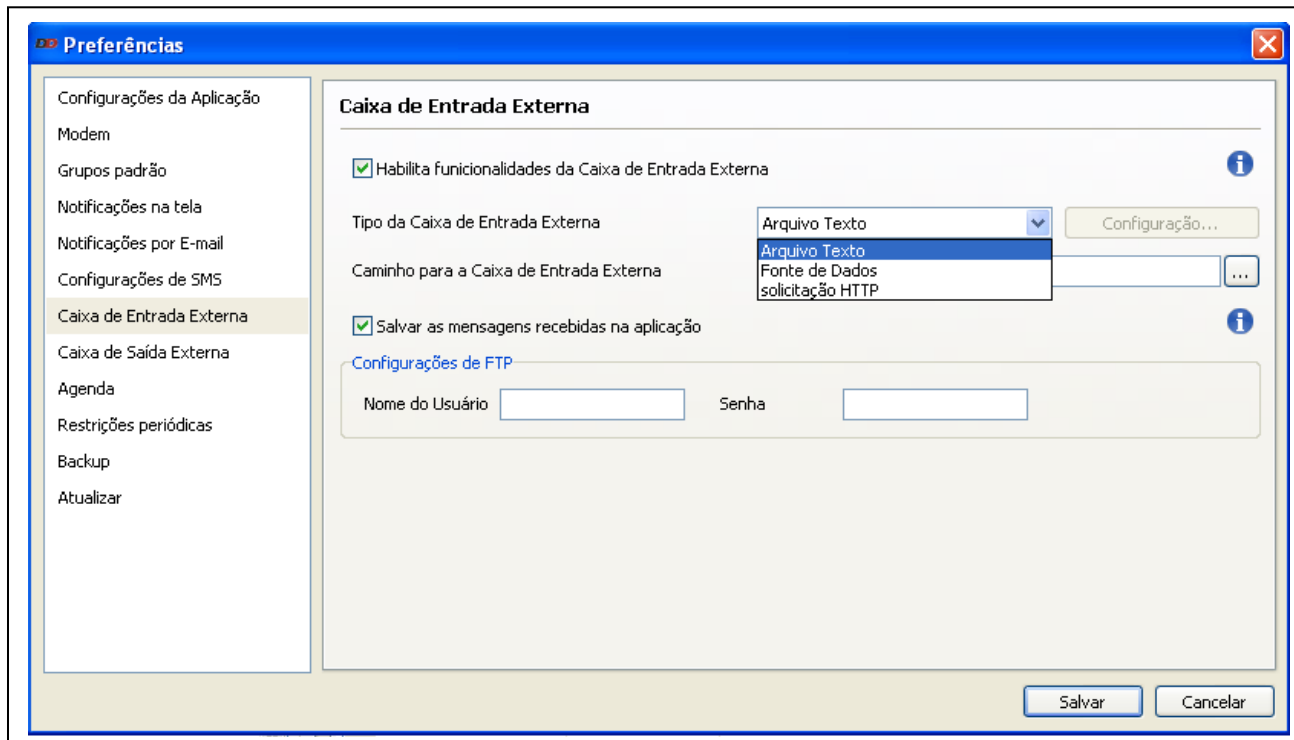 Preferências
Configurações da Aplicação
Modem
Grupos padrão
Notificações na tela
Notificações por E-mail
Configurações de SMS
Caixa de Entrada Externa
Caixa de Saída Externa
Agenda
Restrições periódicas
Backup
Atualizar
Caixa de Entrada Externa
Habilita funicionalidades da Caixa de Entrada Externa
Tipo da Caixa de Entrada Externa Arquivo Texto Configuração...
Arquivo Texto
Fonte de Dados
solicitação HTTP
Caminho para a Caixa de Entrada Externa ...
Salvar as mensagens recebidas na aplicação
Configurações de FTP
Nome do Usuário Senha
Salvar Cancelar